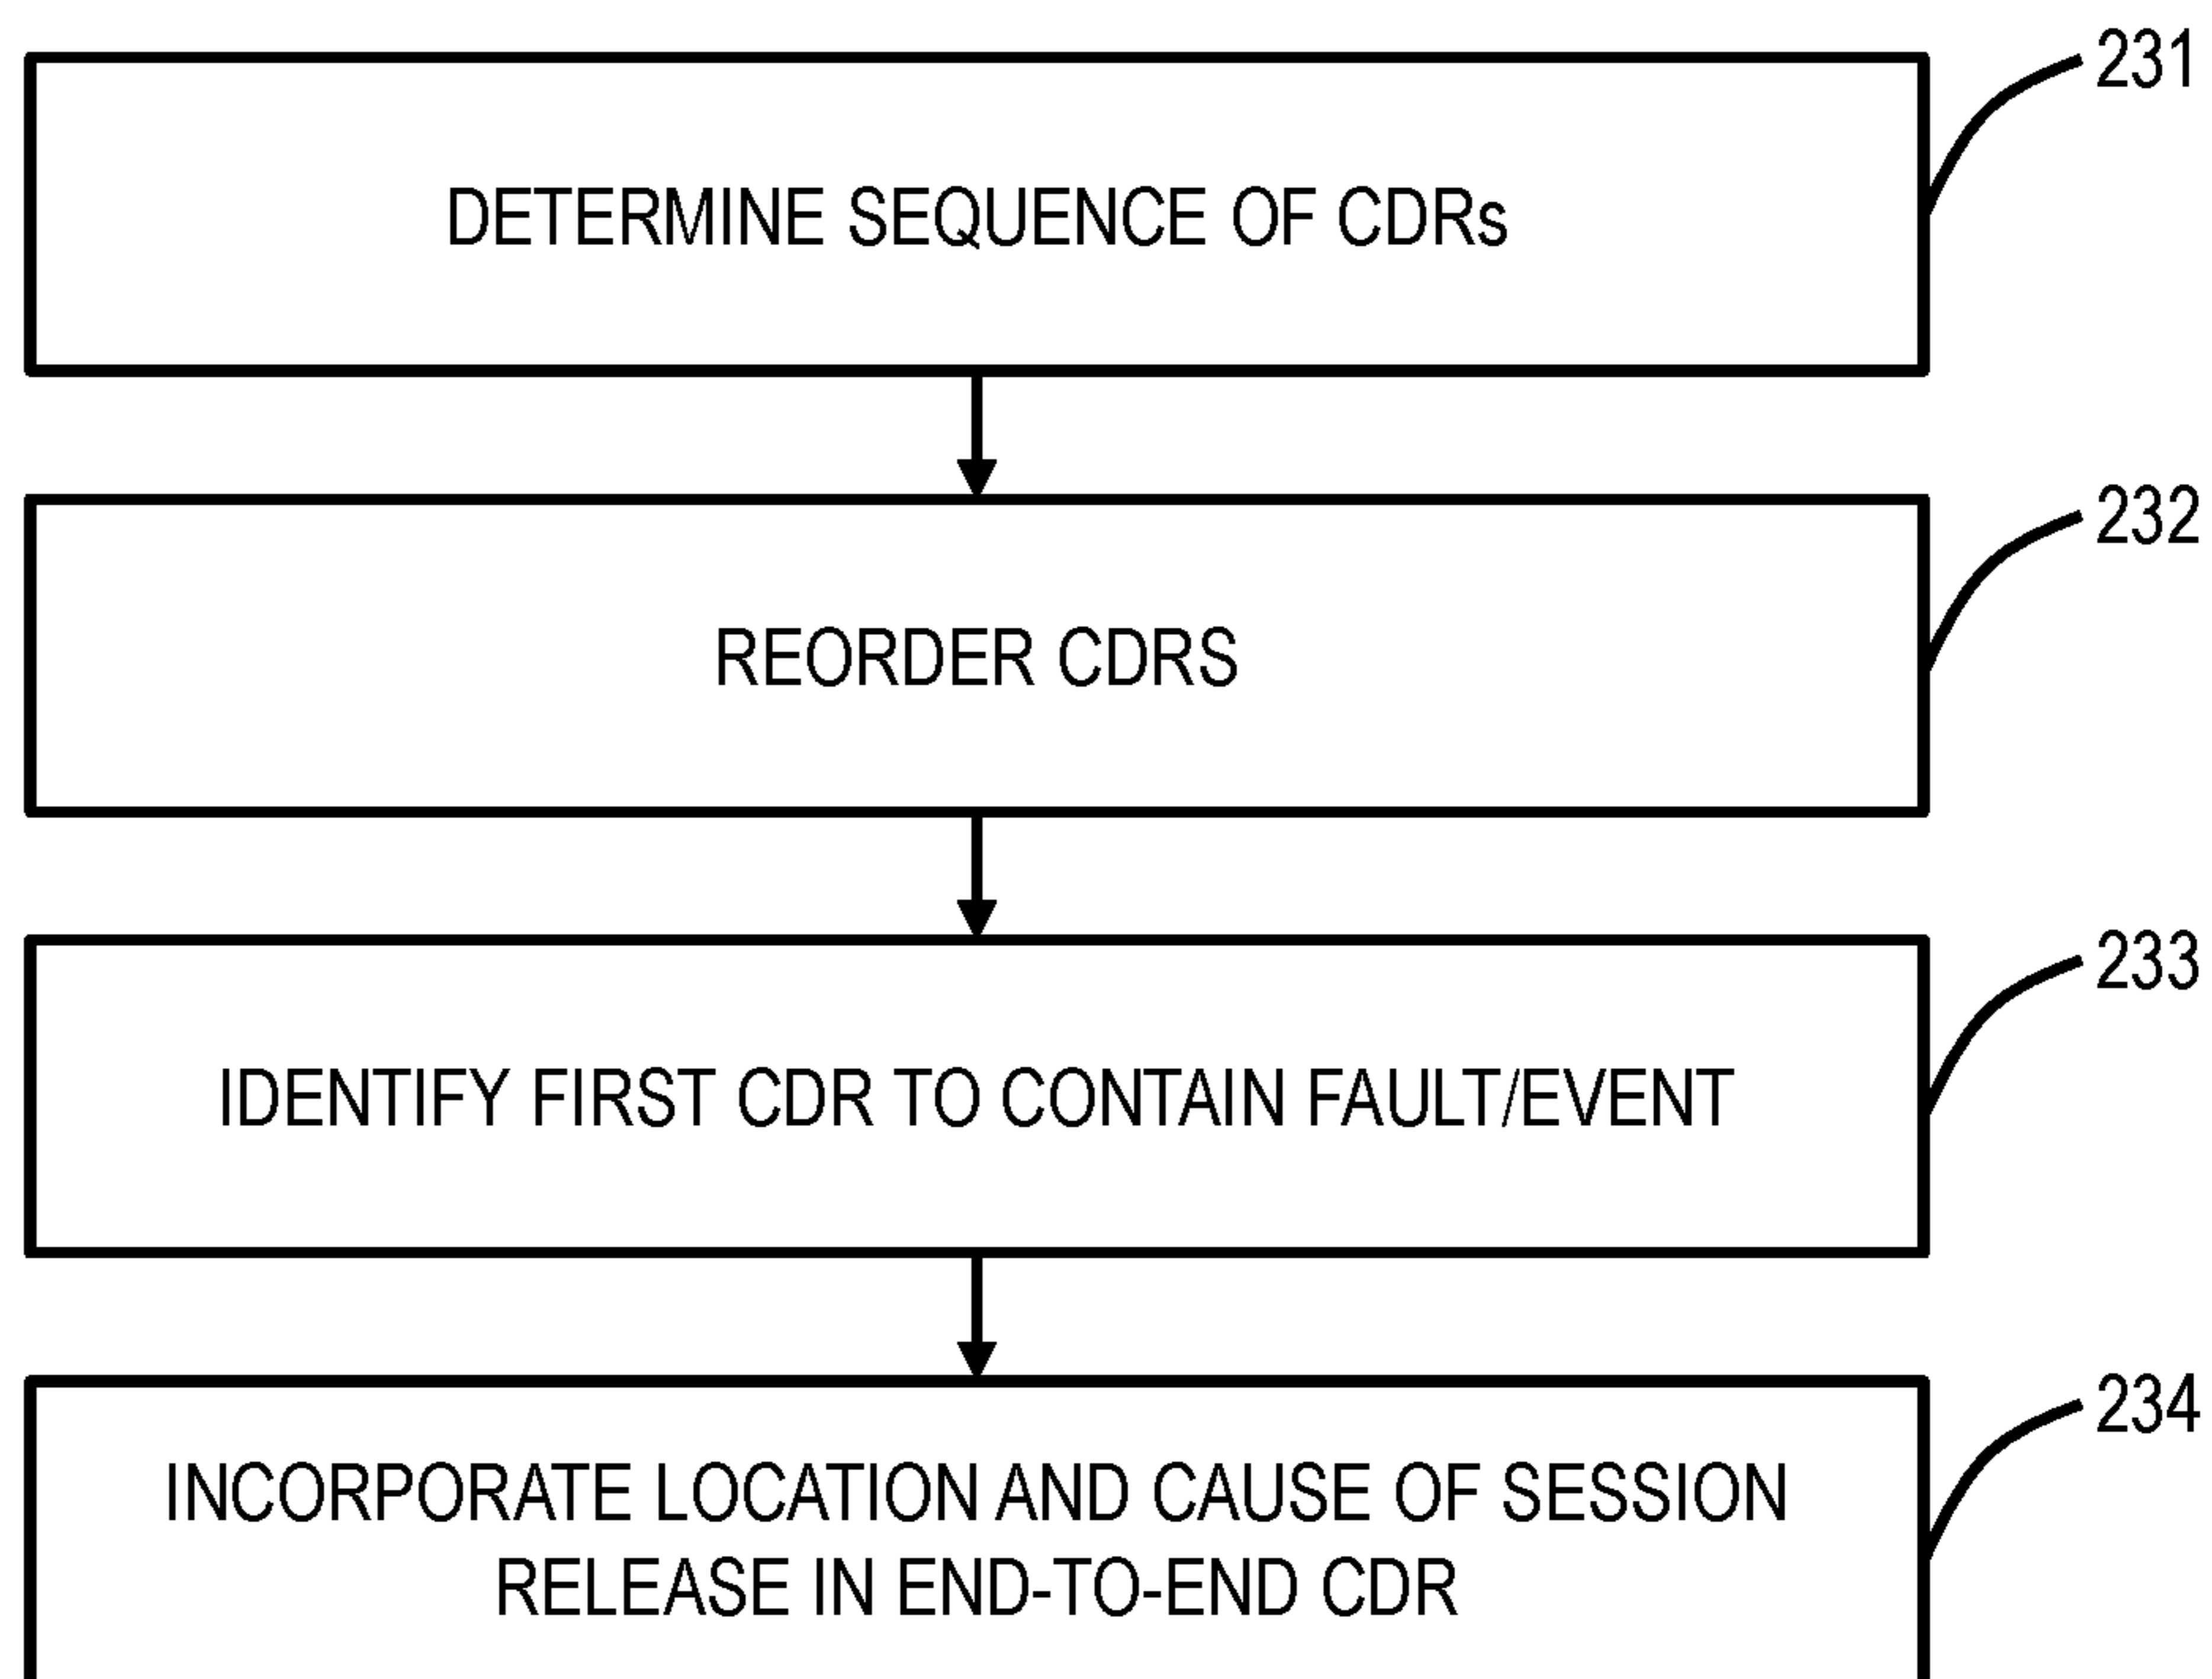 231
DETERMINE SEQUENCE OF CDRs
232
REORDER CDRS
233
IDENTIFY FIRST CDR TO CONTAIN FAULT/EVENT
234
INCORPORATE LOCATION AND CAUSE OF SESSION
RELEASE IN END-TO-END CDR